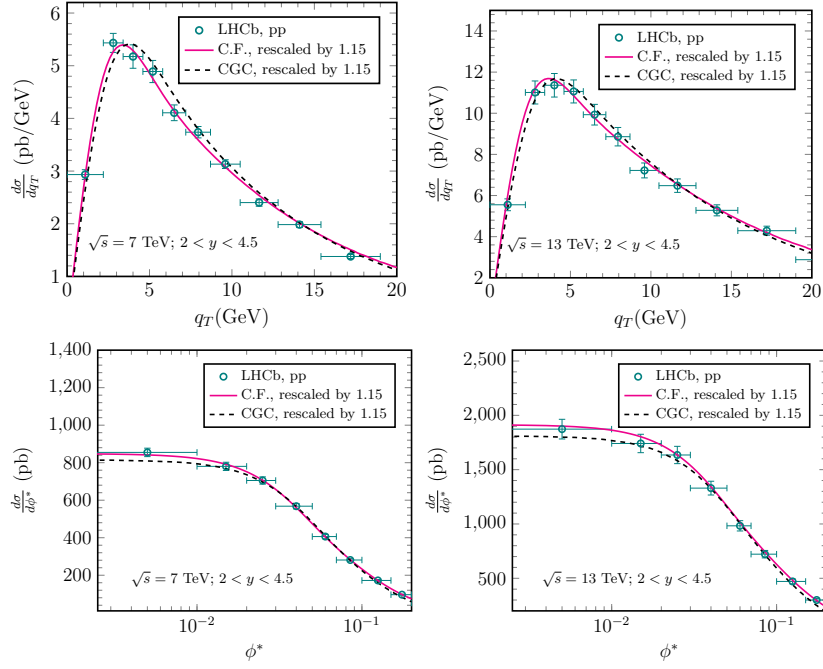 6
5
4
3
2
1
0
5
10
15
20
dσ/dq_T (pb/GeV)
q_T(GeV)
LHCb, pp
C.F., rescaled by 1.15
CGC, rescaled by 1.15
√s = 7 TeV; 2 < y < 4.5
14
12
10
8
6
4
2
0
5
10
15
20
dσ/dq_T (pb/GeV)
q_T(GeV)
LHCb, pp
C.F., rescaled by 1.15
CGC, rescaled by 1.15
√s = 13 TeV; 2 < y < 4.5
1,400
1,200
1,000
800
600
400
200
10⁻²
10⁻¹
dσ/dϕ* (pb)
ϕ*
LHCb, pp
C.F., rescaled by 1.15
CGC, rescaled by 1.15
√s = 7 TeV; 2 < y < 4.5
2,500
2,000
1,500
1,000
500
10⁻²
10⁻¹
dσ/dϕ* (pb)
ϕ*
LHCb, pp
C.F., rescaled by 1.15
CGC, rescaled by 1.15
√s = 13 TeV; 2 < y < 4.5